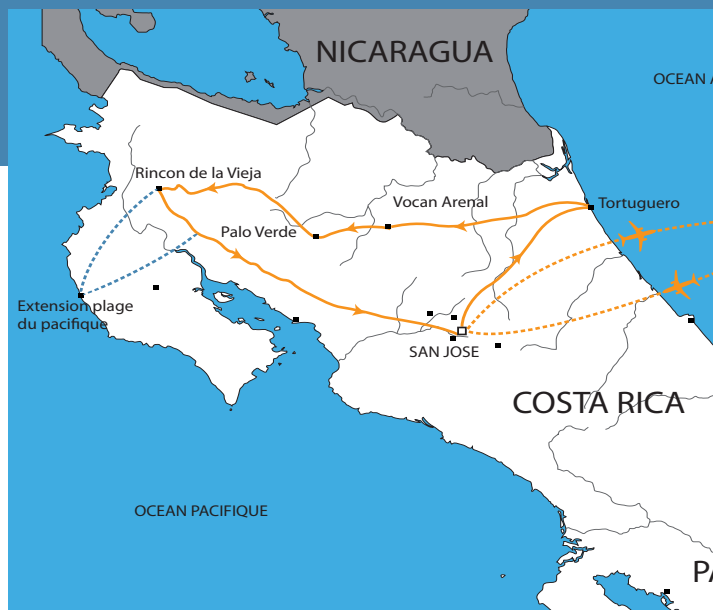 NICARAGUA
OCEAN A
Rincon de la Vieja
Vocan Arenal
Tortuguero
Palo Verde
Extension plage
du pacifique
SAN JOSE
COSTA RICA
OCEAN PACIFIQUE
PA